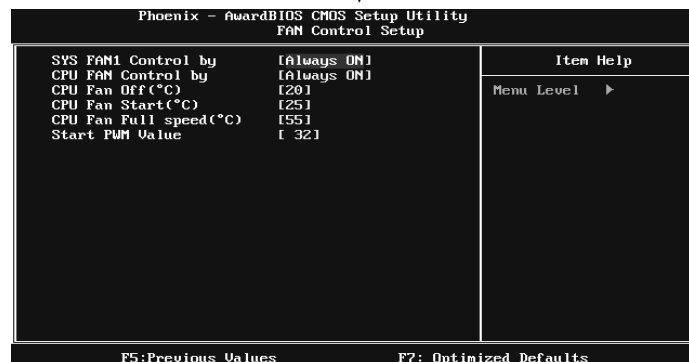 Phoenix - AwardBIOS CMOS Setup Utility
FAN Control Setup
SYS FAN1 Control by [Always ON]
CPU FAN Control by [Always ON]
CPU Fan Off(°C) [20]
CPU Fan Start(°C) [25]
CPU Fan Full speed(°C) [55]
Start PWM Value [ 32]
Item Help
Menu Level ▶
F5:Previous Values F7: Optimized Defaults